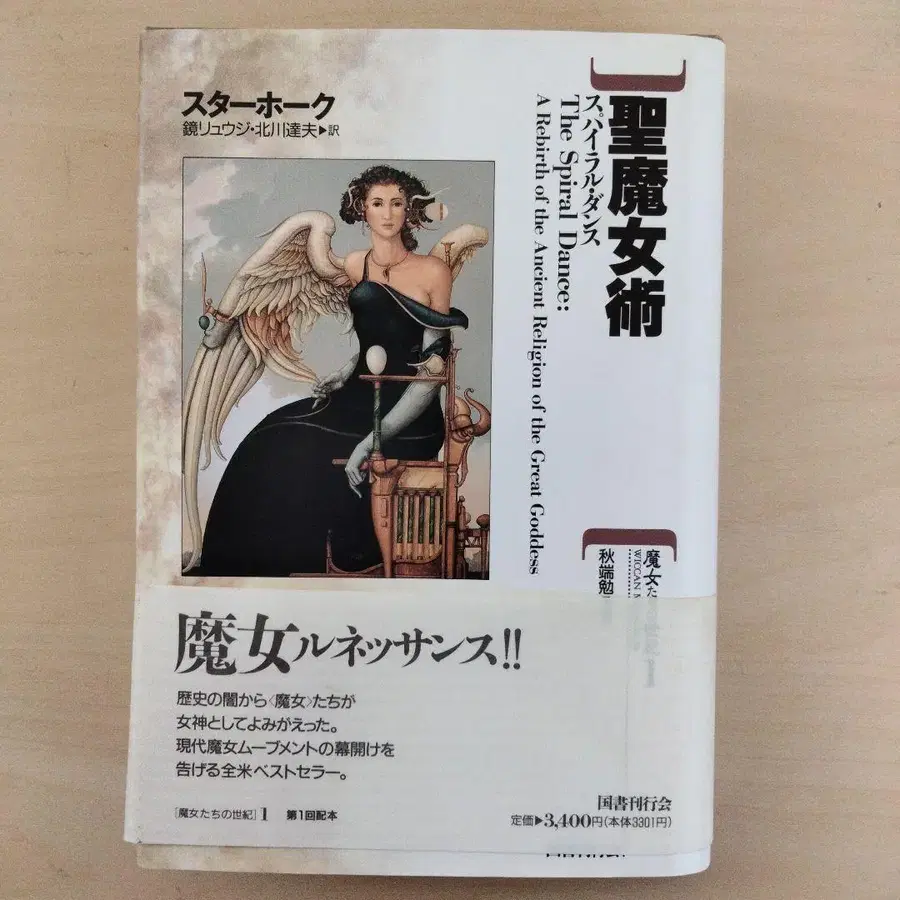 聖魔女術
スパイラル・ダンス
The Spiral Dance:
A Rebirth of the Ancient Religion of the Great Goddess
スターホーク
鏡リュウジ・北川達夫▶訳
魔女た
WICCAN
秋端勉
魔女ルネッサンス!!
歴史の闇から〈魔女〉たちが
女神としてよみがえった。
現代魔女ムーブメントの幕開けを
告げる全米ベストセラー。
[魔女たちの世紀]1 第1回配本
国書刊行会
定価▶3,400円(本体3301円)